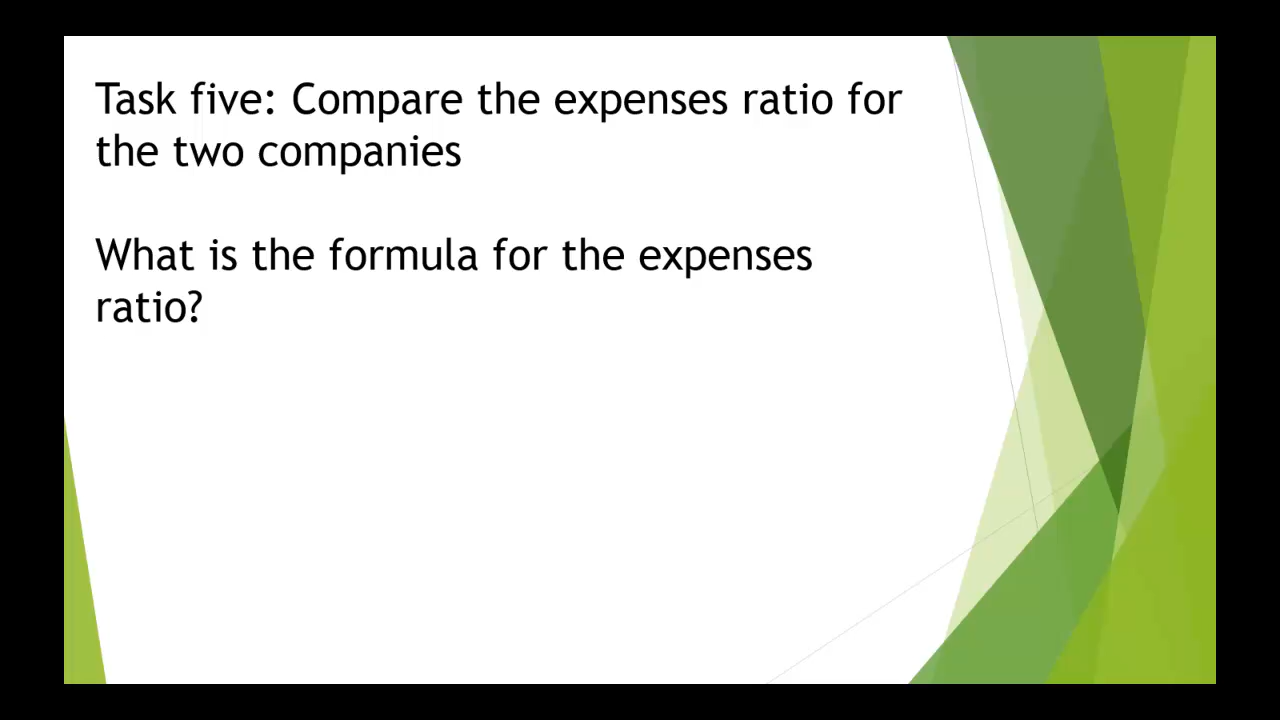 Task five: Compare the expenses ratio for
the two companies
What is the formula for the expenses
ratio?